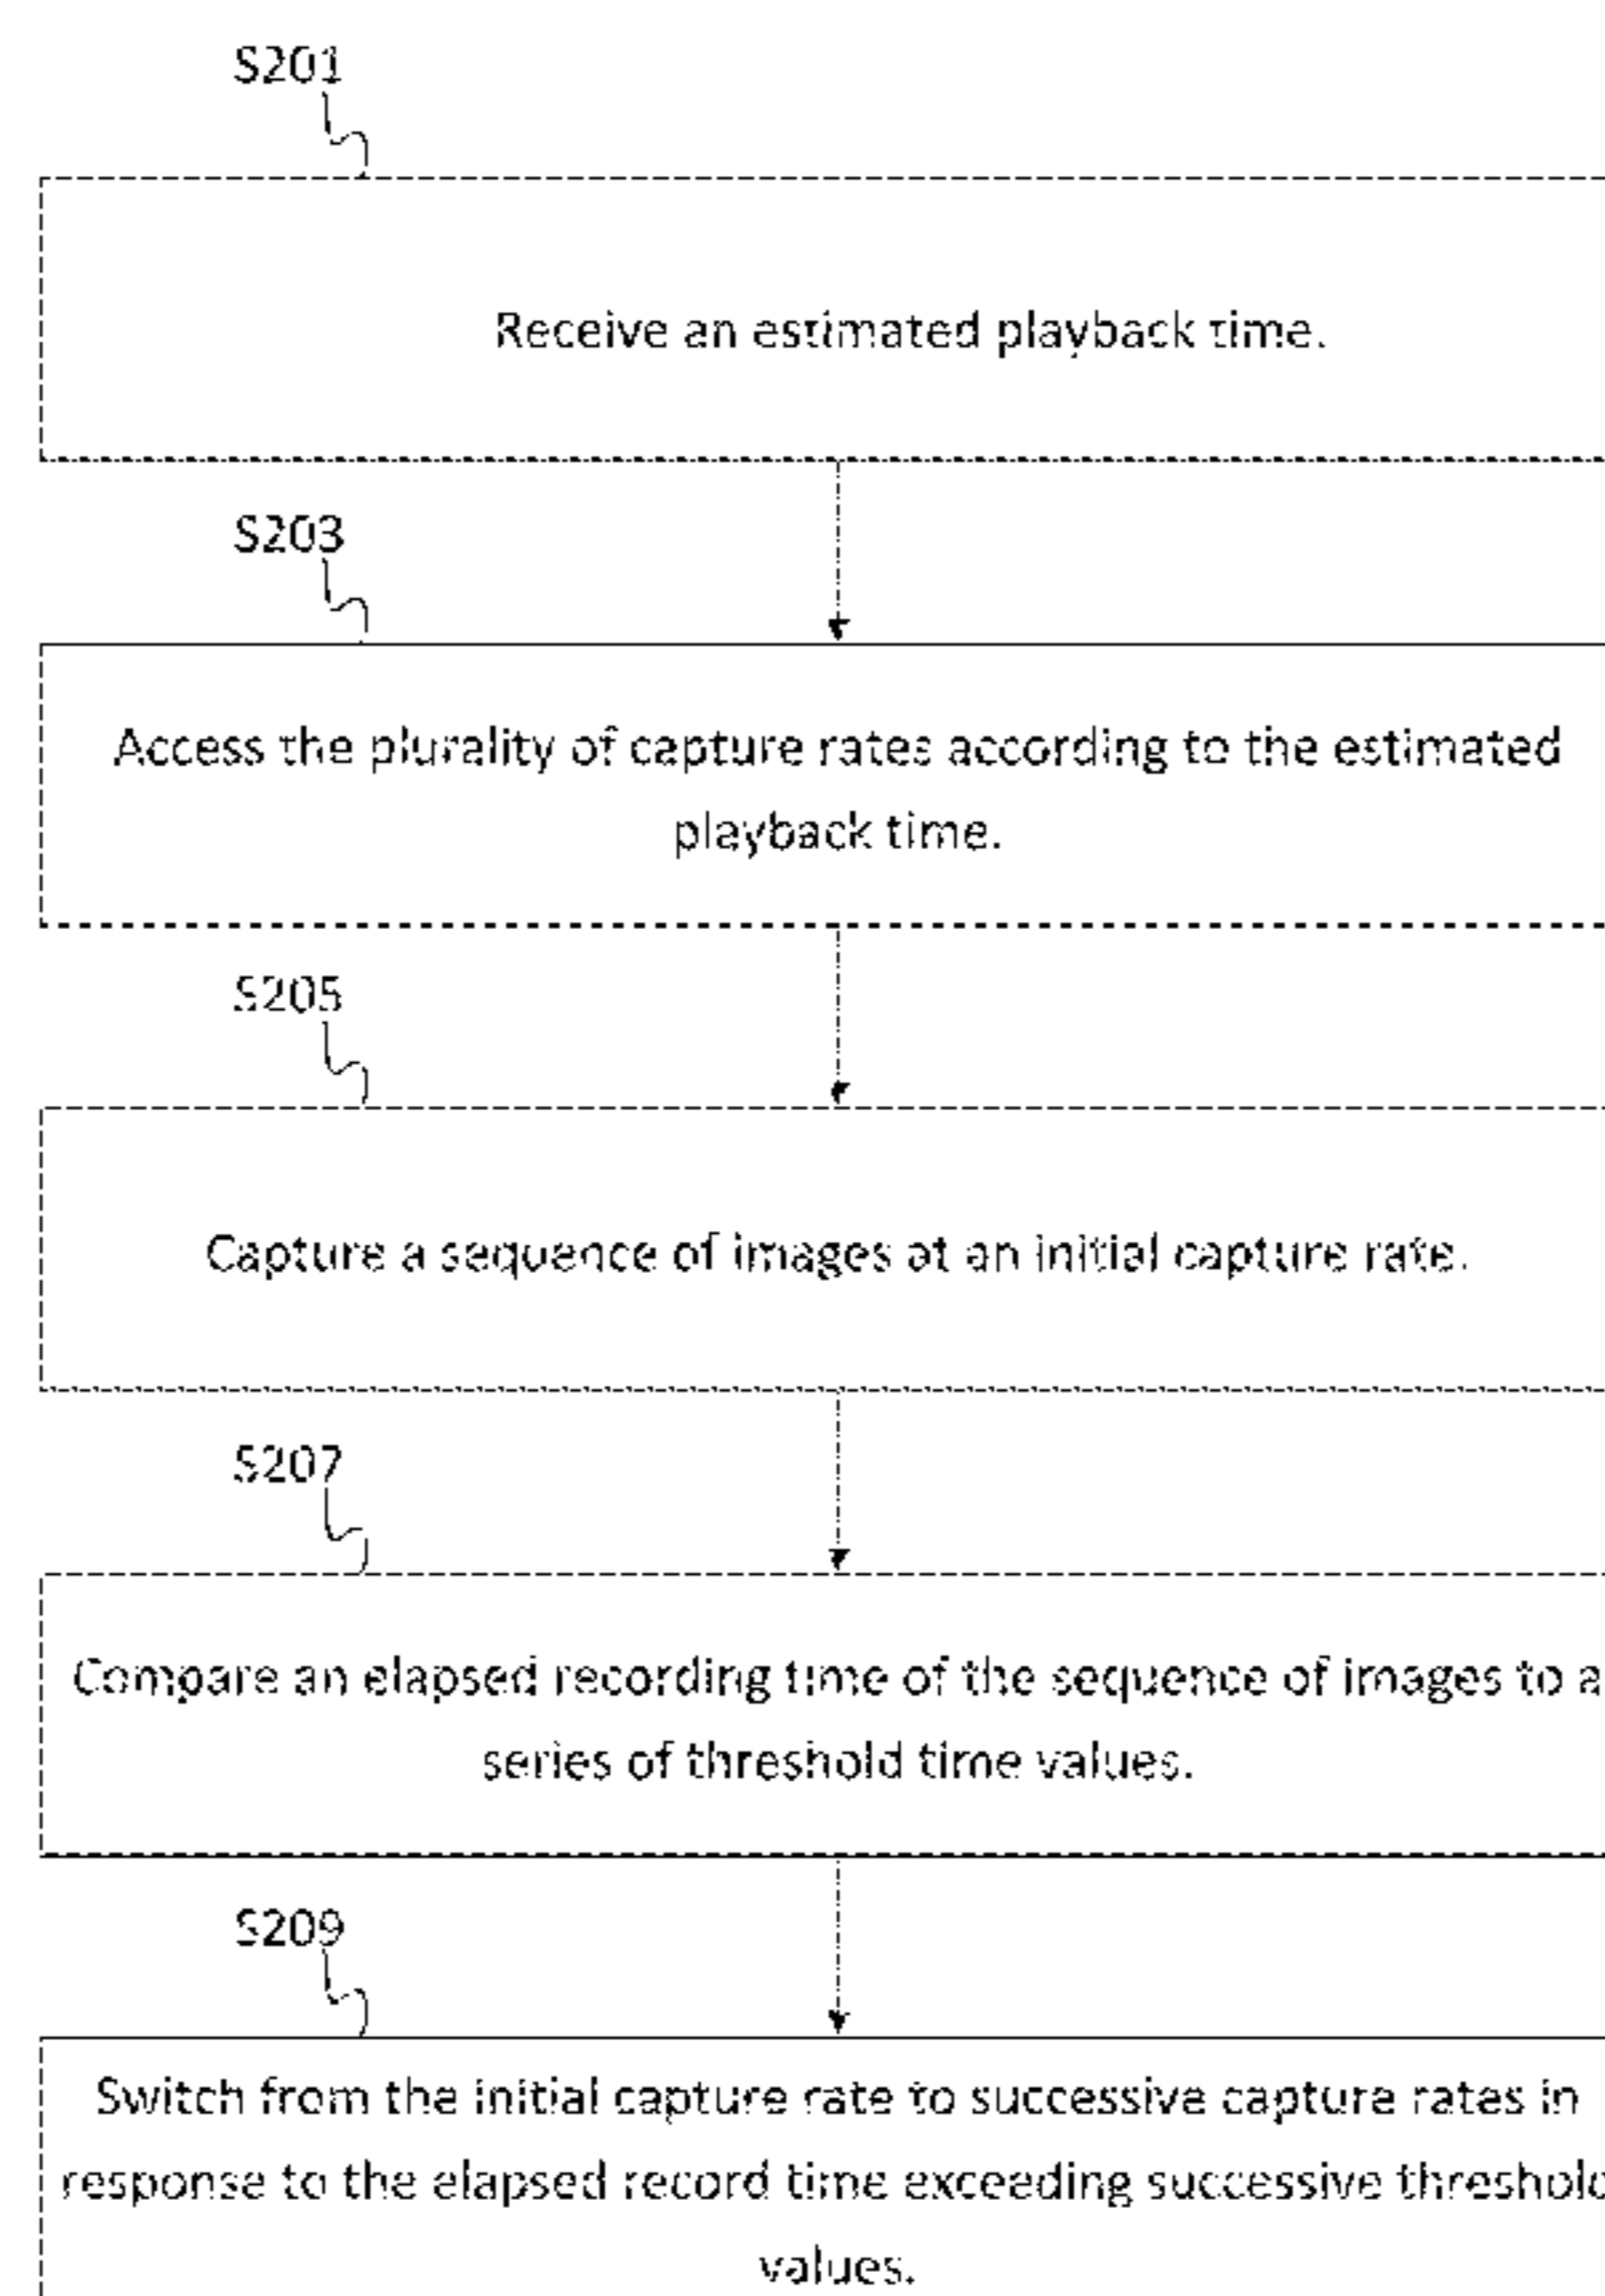 S201
Receive an estimated playback time.
S203
Access the plurality of capture rates according to the estimated
playback time.
S205
Capture a sequence of images at an initial capture rate.
S207
Compare an elapsed recording time of the sequence of images to a
series of threshold time values.
S209
Switch from the initial capture rate to successive capture rates in
response to the elapsed record time exceeding successive threshold
values.